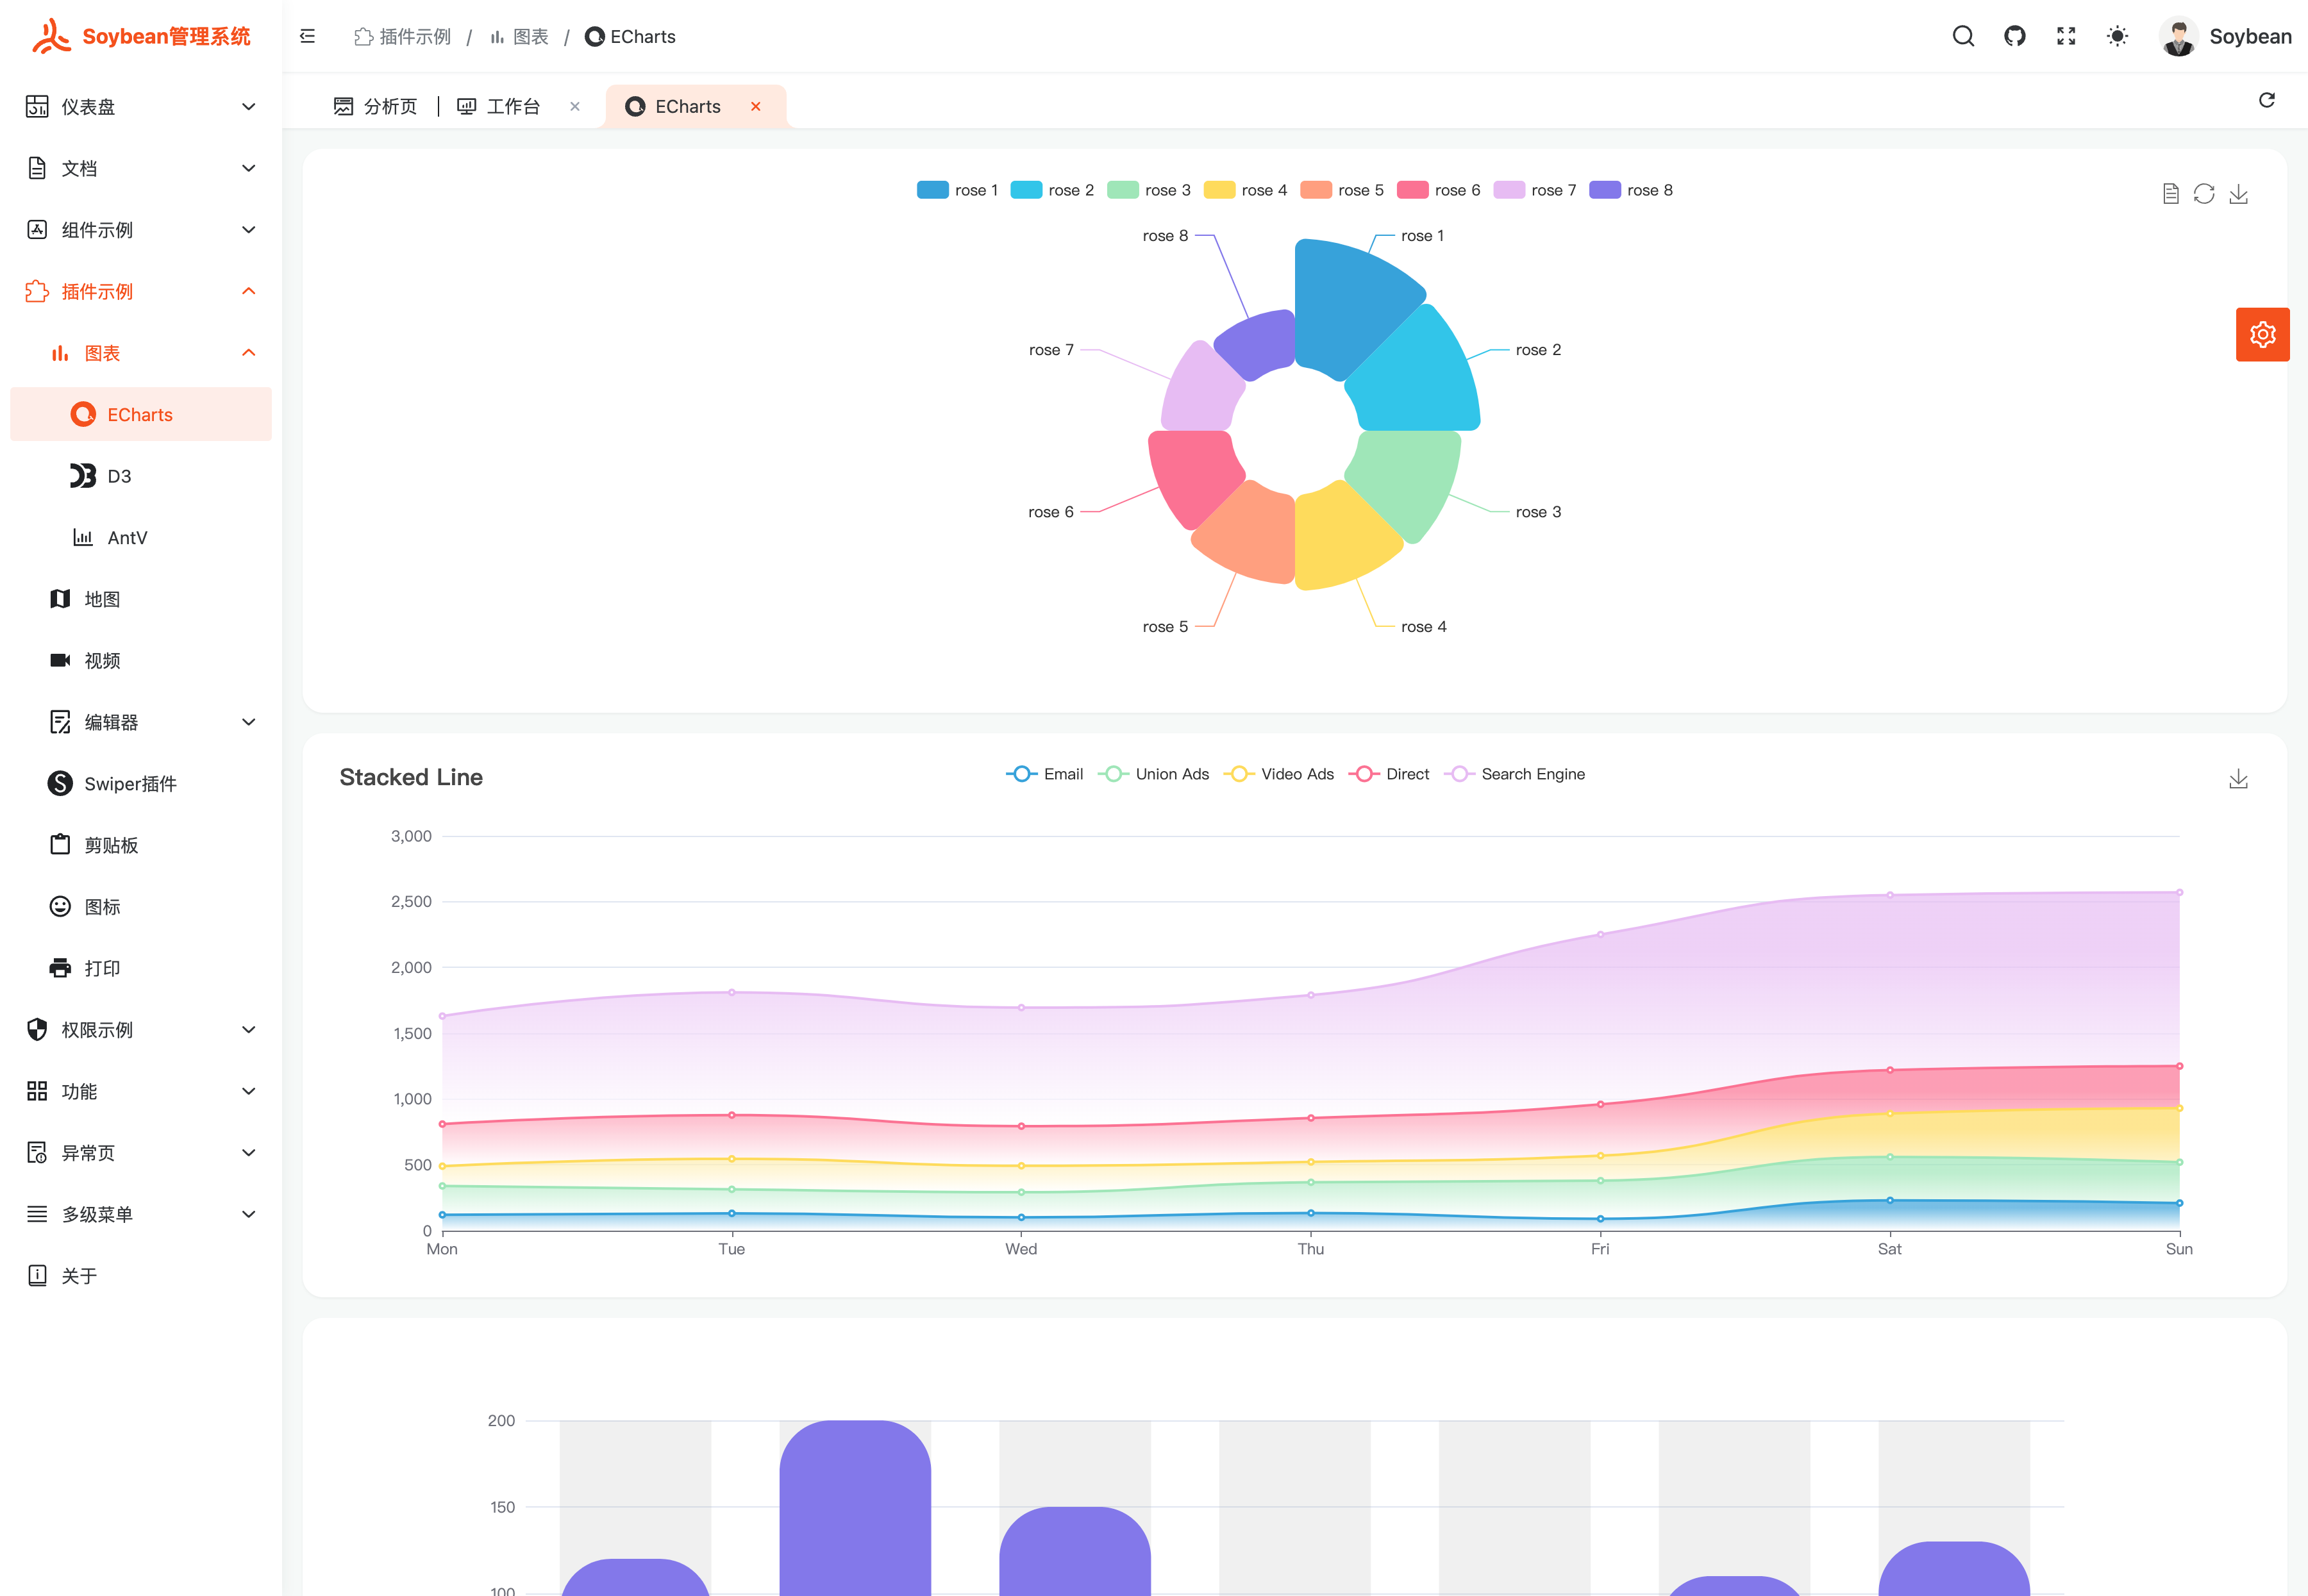 Soybean管理系统
插件示例 / 图表 / ECharts
Soybean
分析页
工作台
ECharts
仪表盘
文档
组件示例
插件示例
图表
ECharts
D3
AntV
地图
视频
编辑器
Swiper插件
剪贴板
图标
打印
权限示例
功能
异常页
多级菜单
关于
rose 1 rose 2 rose 3 rose 4 rose 5 rose 6 rose 7 rose 8
rose 8
rose 1
rose 7
rose 2
rose 6
rose 3
rose 5
rose 4
Stacked Line
Email Union Ads Video Ads Direct Search Engine
3,000
2,500
2,000
1,500
1,000
500
0
Mon Tue Wed Thu Fri Sat Sun
200
150
100